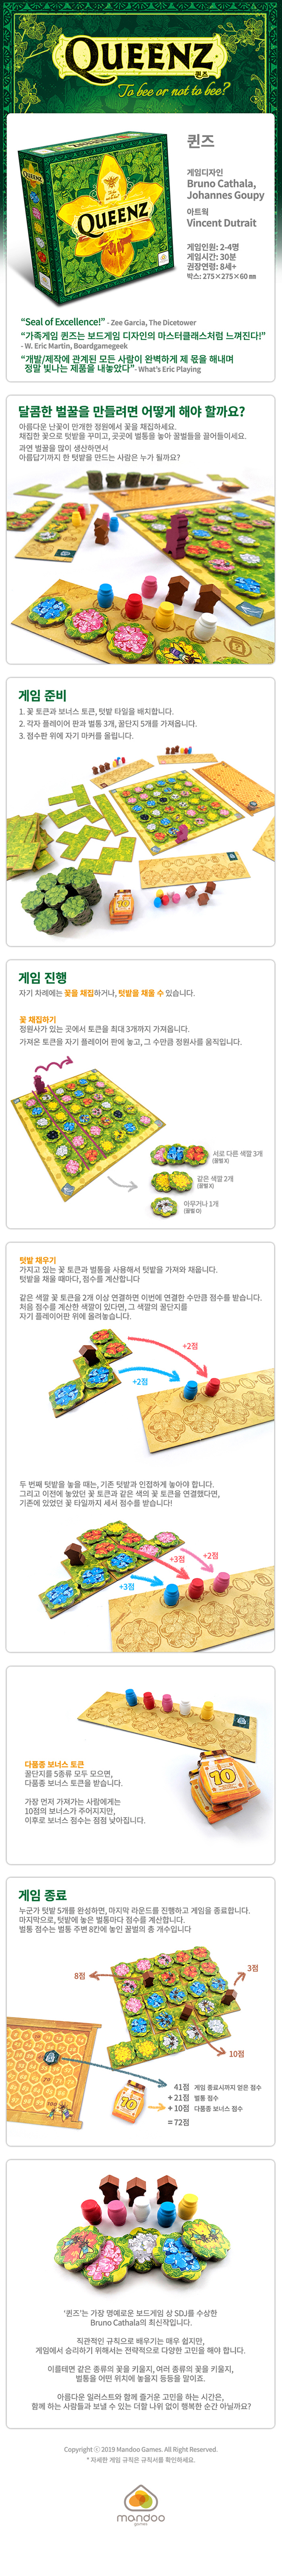 QUEENZ
퀸즈
To bee or not to bee?
QUEENZ
퀸즈
게임디자인
Bruno Cathala,
Johannes Goupy
아트웍
Vincent Dutrait
게임인원: 2-4명
게임시간: 30분
권장연령: 8세+
박스: 275×275×60㎜
“Seal of Excellence!” - Zee Garcia, The Dicetower
“가족게임 퀸즈는 보드게임 디자인의 마스터클래스처럼 느껴진다!”
- W. Eric Martin, Boardgamegeek
“개발/제작에 관계된 모든 사람이 완벽하게 제 몫을 해내며
정말 빛나는 제품을 내놓았다” - What's Eric Playing
달콤한 벌꿀을 만들려면 어떻게 해야 할까요?
아름다운 난꽃이 만개한 정원에서 꽃을 채집하세요.
채집한 꽃으로 텃밭을 꾸미고, 곳곳에 벌통을 놓아 꿀벌들을 끌어들이세요.
과연 벌꿀을 많이 생산하면서
아름답기까지 한 텃밭을 만드는 사람은 누가 될까요?
게임 준비
1. 꽃 토큰과 보너스 토큰, 텃밭 타일을 배치합니다.
2. 각자 플레이어 판과 벌통 3개, 꿀단지 5개를 가져옵니다.
3. 점수판 위에 자기 마커를 올립니다.
게임 진행
자기 차례에는 꽃을 채집하거나, 텃밭을 채울 수 있습니다.
꽃 채집하기
정원사가 있는 곳에서 토큰을 최대 3개까지 가져옵니다.
가져온 토큰을 자기 플레이어 판에 놓고, 그 수만큼 정원사를 움직입니다.
서로 다른 색깔 3개
(꿀벌 X)
같은 색깔 2개
(꿀벌 X)
아무거나 1개
(꿀벌 O)
텃밭 채우기
가지고 있는 꽃 토큰과 벌통을 사용해서 텃밭을 가져와 채웁니다.
텃밭을 채울 때마다, 점수를 계산합니다
같은 색깔 꽃 토큰을 2개 이상 연결하면 이번에 연결한 수만큼 점수를 받습니다.
처음 점수를 계산한 색깔이 있다면, 그 색깔의 꿀단지를
자기 플레이어판 위에 올려놓습니다.
+2점
+2점
두 번째 텃밭을 놓을 때는, 기존 텃밭과 인접하게 놓아야 합니다.
그리고 이전에 놓았던 꽃 토큰과 같은 색의 꽃 토큰을 연결했다면,
기존에 있었던 꽃 타일까지 세서 점수를 받습니다!
+2점
+3점
+3점
10
다품종 보너스 토큰
꿀단지를 5종류 모두 모으면,
다품종 보너스 토큰을 받습니다.
가장 먼저 가져가는 사람에게는
10점의 보너스가 주어지지만,
이후로 보너스 점수는 점점 낮아집니다.
게임 종료
누군가 텃밭 5개를 완성하면, 마지막 라운드를 진행하고 게임을 종료합니다.
마지막으로, 텃밭에 놓은 벌통마다 점수를 계산합니다.
벌통 점수는 벌통 주변 8칸에 놓인 꿀벌의 총 개수입니다
8점
3점
10점
10
41점 게임 종료시까지 얻은 점수
+ 21점 벌통 점수
+ 10점 다품종 보너스 점수
= 72점
‘퀸즈’는 가장 명예로운 보드게임 상 SDJ를 수상한
Bruno Cathala의 최신작입니다.
직관적인 규칙으로 배우기는 매우 쉽지만,
게임에서 승리하기 위해서는 전략적으로 다양한 고민을 해야 합니다.
이를테면 같은 종류의 꽃을 키울지, 여러 종류의 꽃을 키울지,
벌통을 어떤 위치에 놓을지 등등을 말이죠.
아름다운 일러스트와 함께 즐거운 고민을 하는 시간은,
함께 하는 사람들과 보낼 수 있는 더할 나위 없이 행복한 순간 아닐까요?
Copyright ⓒ 2019 Mandoo Games. All Right Reserved.
* 자세한 게임 규칙은 규칙서를 확인하세요.
mandoo
games